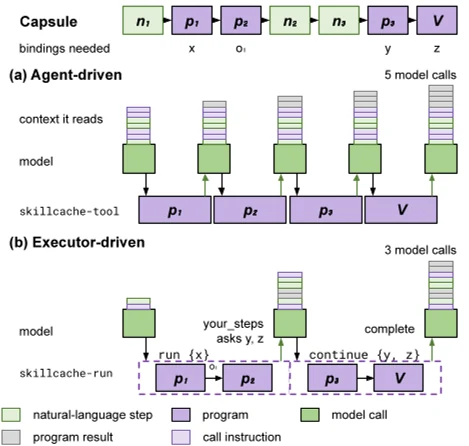 Capsule n₁ p₁ p₂ n₂ n₃ p₃ V
bindings needed x o₁ y z
(a) Agent-driven 5 model calls
context it reads
model
skillcache-tool p₁ p₂ p₃ V
(b) Executor-driven 3 model calls
model your_steps complete
asks y, z
run {x} continue {y, z}
skillcache-run p₁ o₁ p₂ p₃ V
natural-language step program model call
program result call instruction